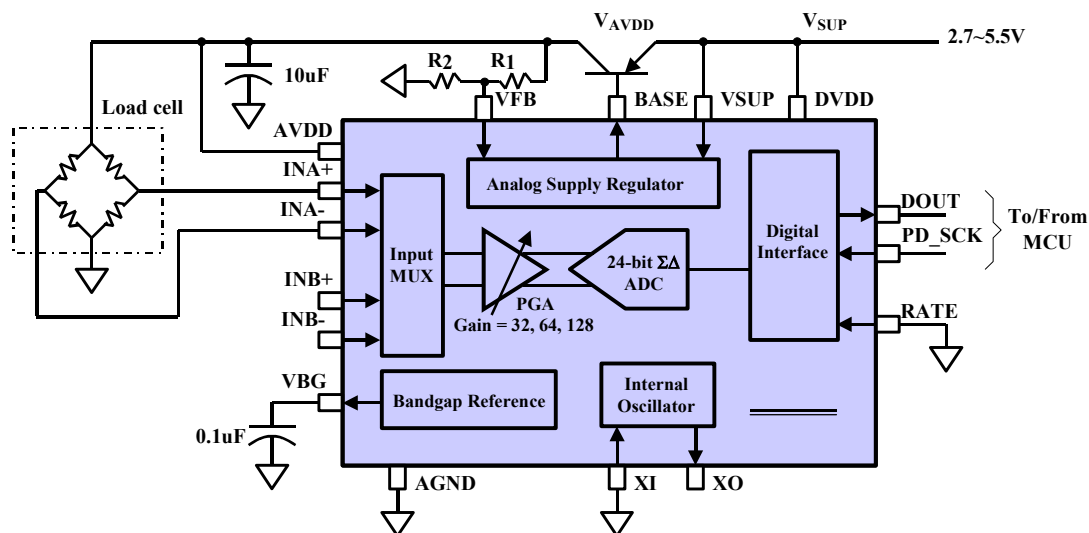 V_AVDD
V_SUP
2.7~5.5V
R2
R1
10uF
VFB
BASE
VSUP
DVDD
Load cell
AVDD
INA+
INA-
INB+
INB-
VBG
0.1uF
Analog Supply Regulator
Input
MUX
PGA
Gain = 32, 64, 128
24-bit ΣΔ
ADC
Digital
Interface
DOUT
PD_SCK
To/From
MCU
RATE
Bandgap Reference
Internal
Oscillator
AGND
XI
XO